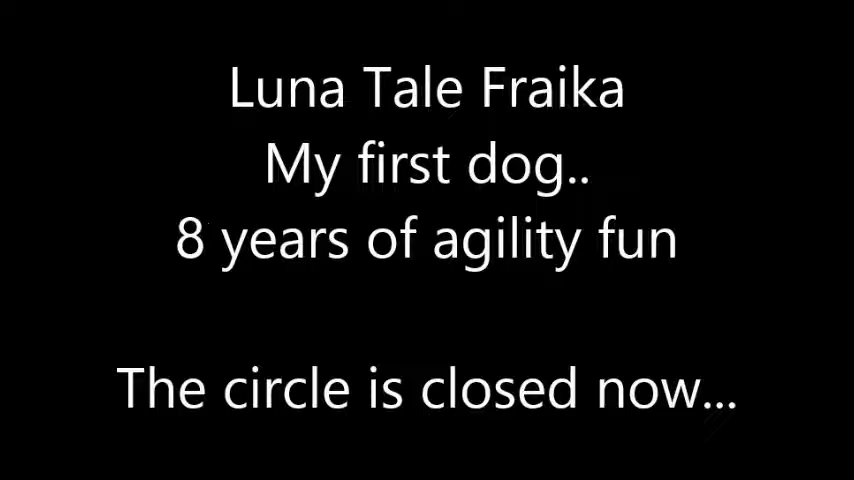 Luna Tale Fraika
My first dog..
8 years of agility fun
The circle is closed now...